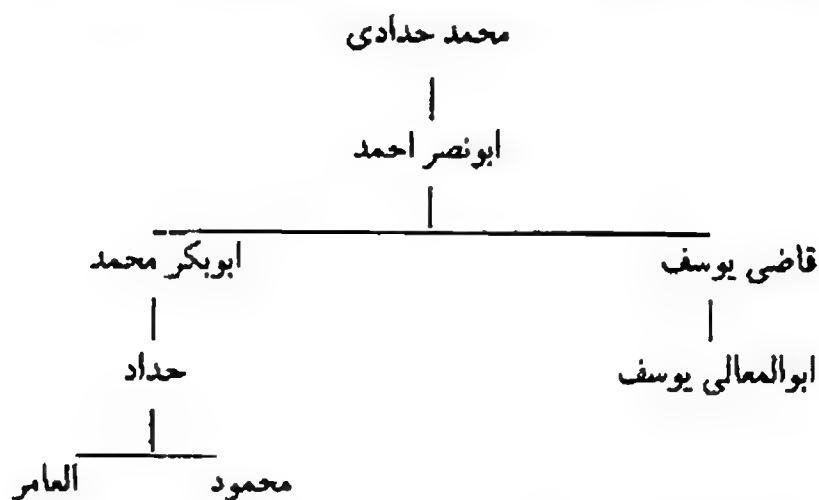 محمد حدادی
ابونصر احمد
قاضی یوسف
ابوبکر محمد
ابوالمعالی یوسف
حداد
محمود
العامر